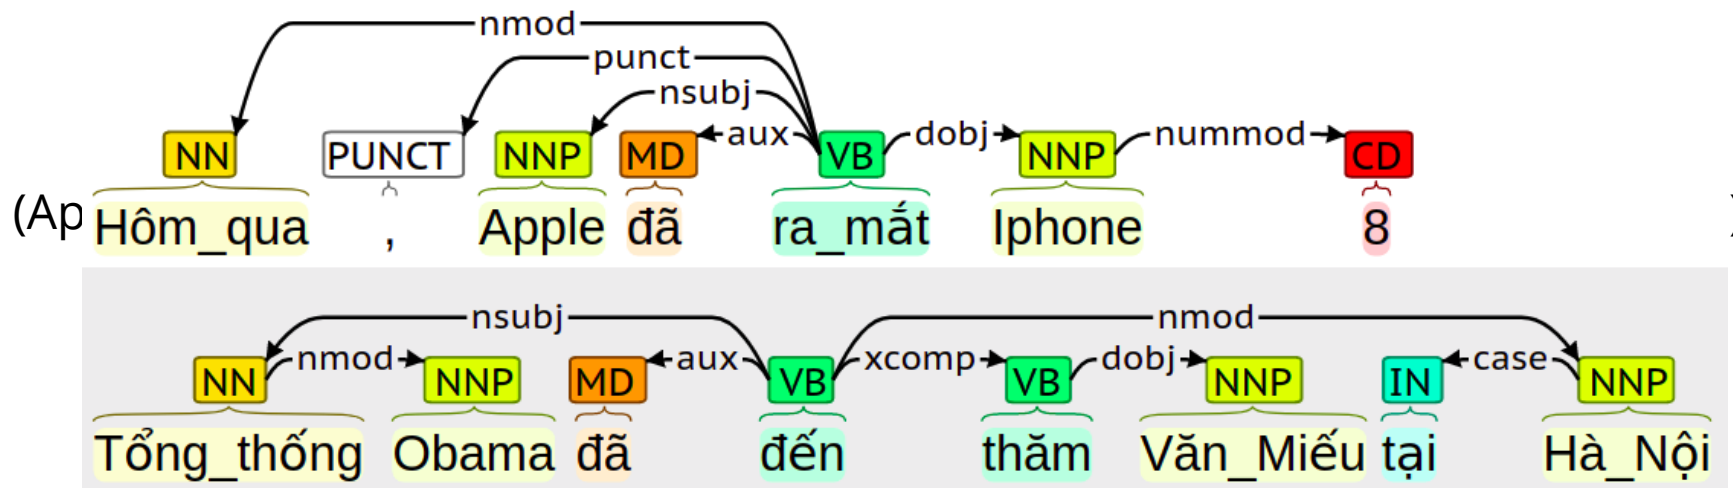 nmod
punct
nsubj
NN PUNCT NNP MD aux VB dobj NNP nummod CD
(Ap Hôm_qua , Apple đã ra_mắt Iphone 8
nsubj nmod
NN nmod NNP MD aux VB xcomp VB dobj NNP IN case NNP
Tổng_thống Obama đã đến thăm Văn_Miếu tại Hà_Nội